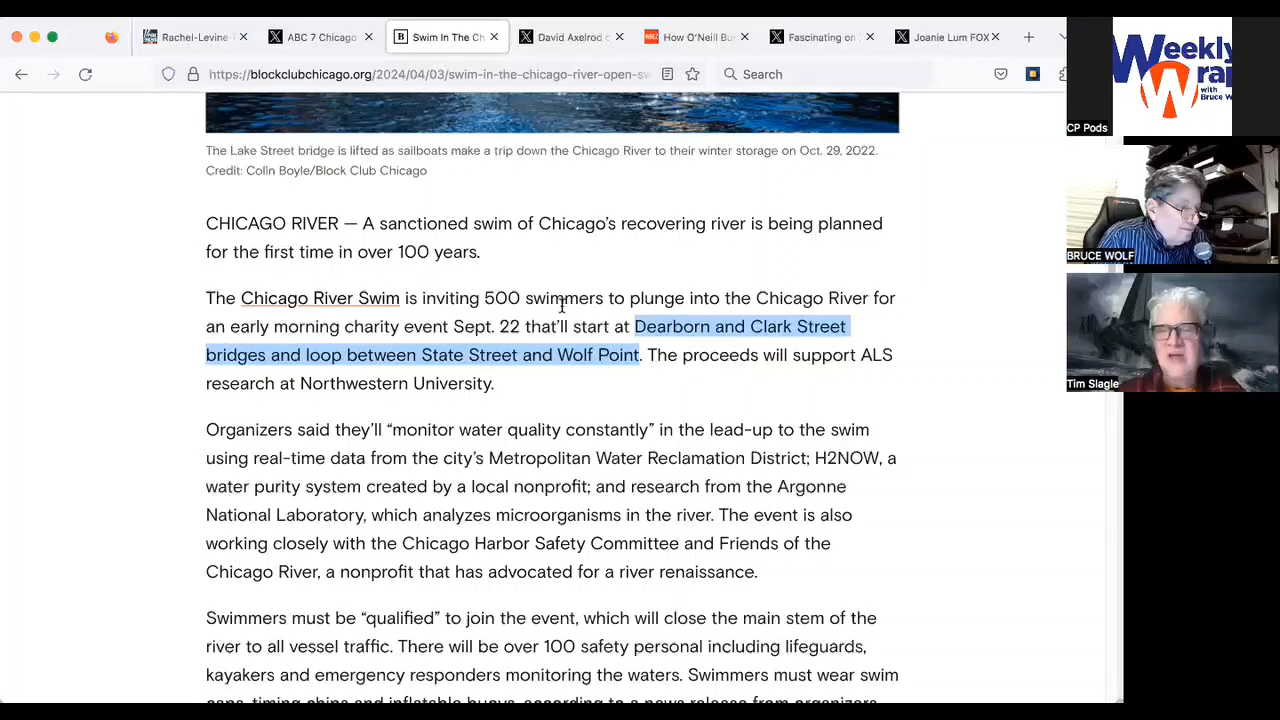 Rachel-Levine-
ABC 7 Chicago
Swim In The Ch
David Axelrod o
How O'Neill Bu
Fascinating on
Joanie Lum FOX
https://blockclubchicago.org/2024/04/03/swim-in-the-chicago-river-open-sw
Search
Weekly
with
Bruce W
CP Pods
BRUCE WOLF
Tim Slagle
The Lake Street bridge is lifted as sailboats make a trip down the Chicago River to their winter storage on Oct. 29, 2022.
Credit: Colin Boyle/Block Club Chicago
CHICAGO RIVER — A sanctioned swim of Chicago's recovering river is being planned
for the first time in over 100 years.
The Chicago River Swim is inviting 500 swimmers to plunge into the Chicago River for
an early morning charity event Sept. 22 that'll start at Dearborn and Clark Street
bridges and loop between State Street and Wolf Point. The proceeds will support ALS
research at Northwestern University.
Organizers said they'll “monitor water quality constantly” in the lead-up to the swim
using real-time data from the city's Metropolitan Water Reclamation District; H2NOW, a
water purity system created by a local nonprofit; and research from the Argonne
National Laboratory, which analyzes microorganisms in the river. The event is also
working closely with the Chicago Harbor Safety Committee and Friends of the
Chicago River, a nonprofit that has advocated for a river renaissance.
Swimmers must be “qualified” to join the event, which will close the main stem of the
river to all vessel traffic. There will be over 100 safety personal including lifeguards,
kayakers and emergency responders monitoring the waters. Swimmers must wear swim
caps, timing chips and inflatable buoys, according to a news release from organizers.